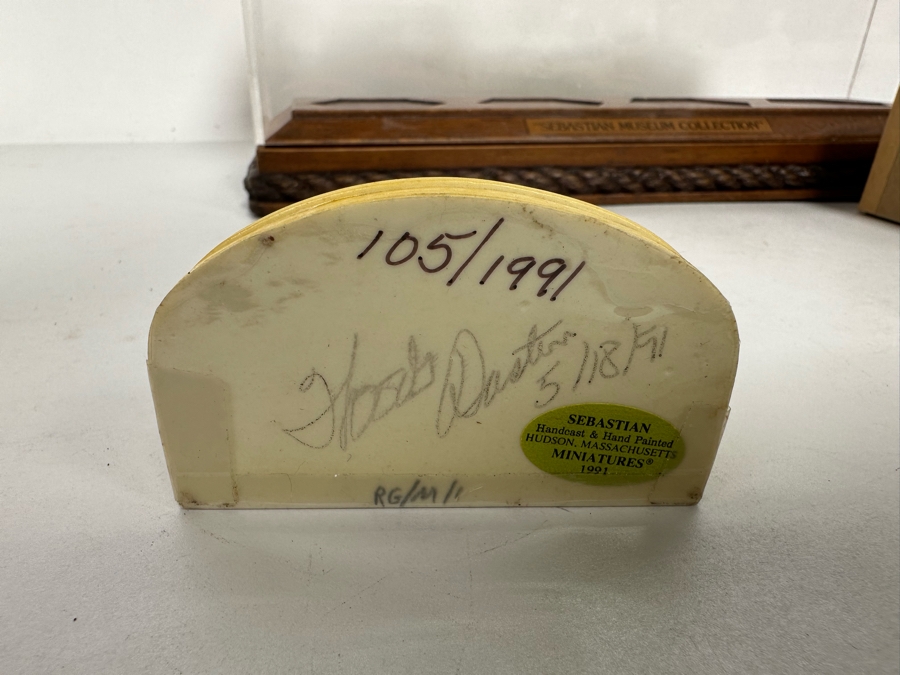 "SEBASTIAN MUSEUM COLLECTION"
105/1991
5/18/91
SEBASTIAN
Handcast & Hand Painted
HUDSON, MASSACHUSETTS
MINIATURES®
1991
RG/M/1